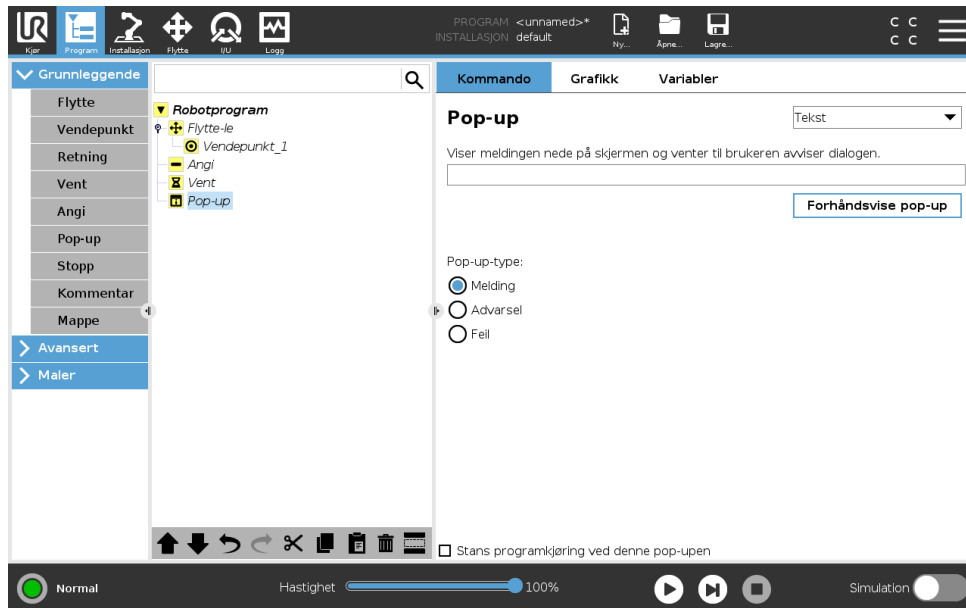 PROGRAM <unnamed>*
INSTALLASJON default
UR
Kjør
Program
Installasjon
Flytte
I/U
Logg
Ny...
Åpne...
Lagre...
C C
C C
Grunnleggende
Flytte
Vendepunkt
Retning
Vent
Angi
Pop-up
Stopp
Kommentar
Mappe
Avansert
Maler
Robotprogram
Flytte-le
Vendepunkt_1
Angi
Vent
Pop-up
Kommando Grafikk Variabler
Pop-up
Tekst
Viser meldingen nede på skjermen og venter til brukeren avviser dialogen.
Forhåndsvise pop-up
Pop-up-type:
Melding
Advarsel
Feil
Stans programkjøring ved denne pop-upen
Normal
Hastighet 100%
Simulation